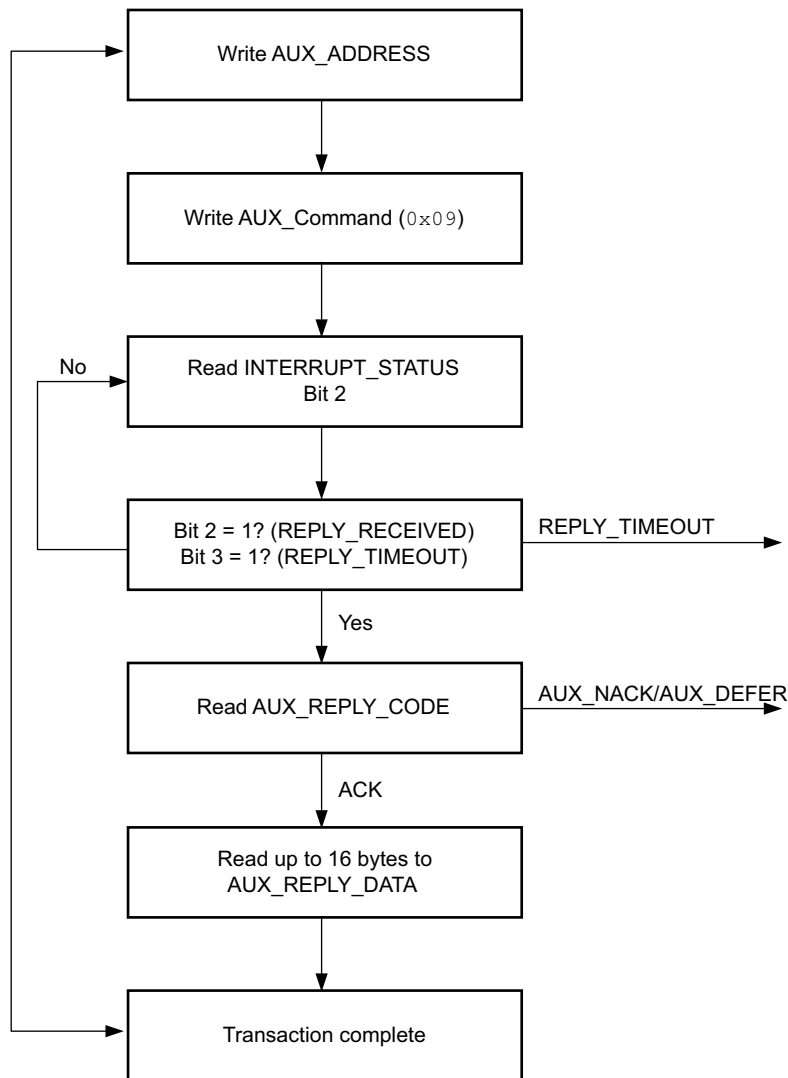 Write AUX_ADDRESS
Write AUX_Command (0x09)
No
Read INTERRUPT_STATUS
Bit 2
Bit 2 = 1? (REPLY_RECEIVED)
Bit 3 = 1? (REPLY_TIMEOUT)
REPLY_TIMEOUT
Yes
Read AUX_REPLY_CODE
AUX_NACK/AUX_DEFER
ACK
Read up to 16 bytes to
AUX_REPLY_DATA
Transaction complete